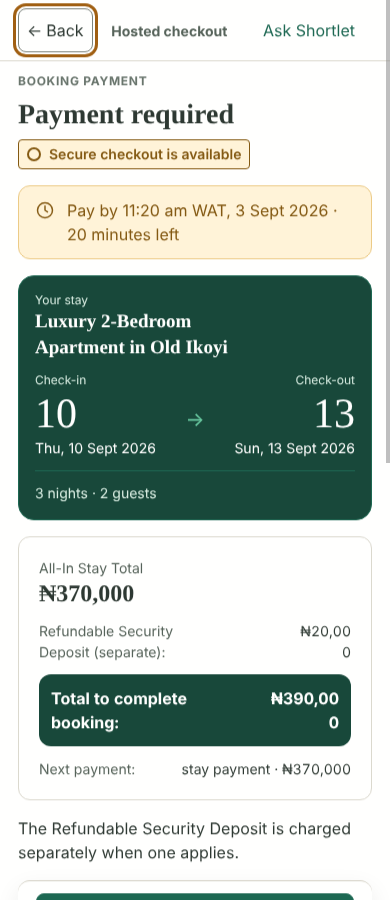 ← Back
Hosted checkout
Ask Shortlet
BOOKING PAYMENT
Payment required
Secure checkout is available
Pay by 11:20 am WAT, 3 Sept 2026 ·
20 minutes left
Your stay
Luxury 2-Bedroom
Apartment in Old Ikoyi
Check-in
Check-out
10
→
13
Thu, 10 Sept 2026
Sun, 13 Sept 2026
3 nights · 2 guests
All-In Stay Total
₦370,000
Refundable Security
₦20,00
Deposit (separate):
0
Total to complete
₦390,00
booking:
0
Next payment:
stay payment · ₦370,000
The Refundable Security Deposit is charged
separately when one applies.